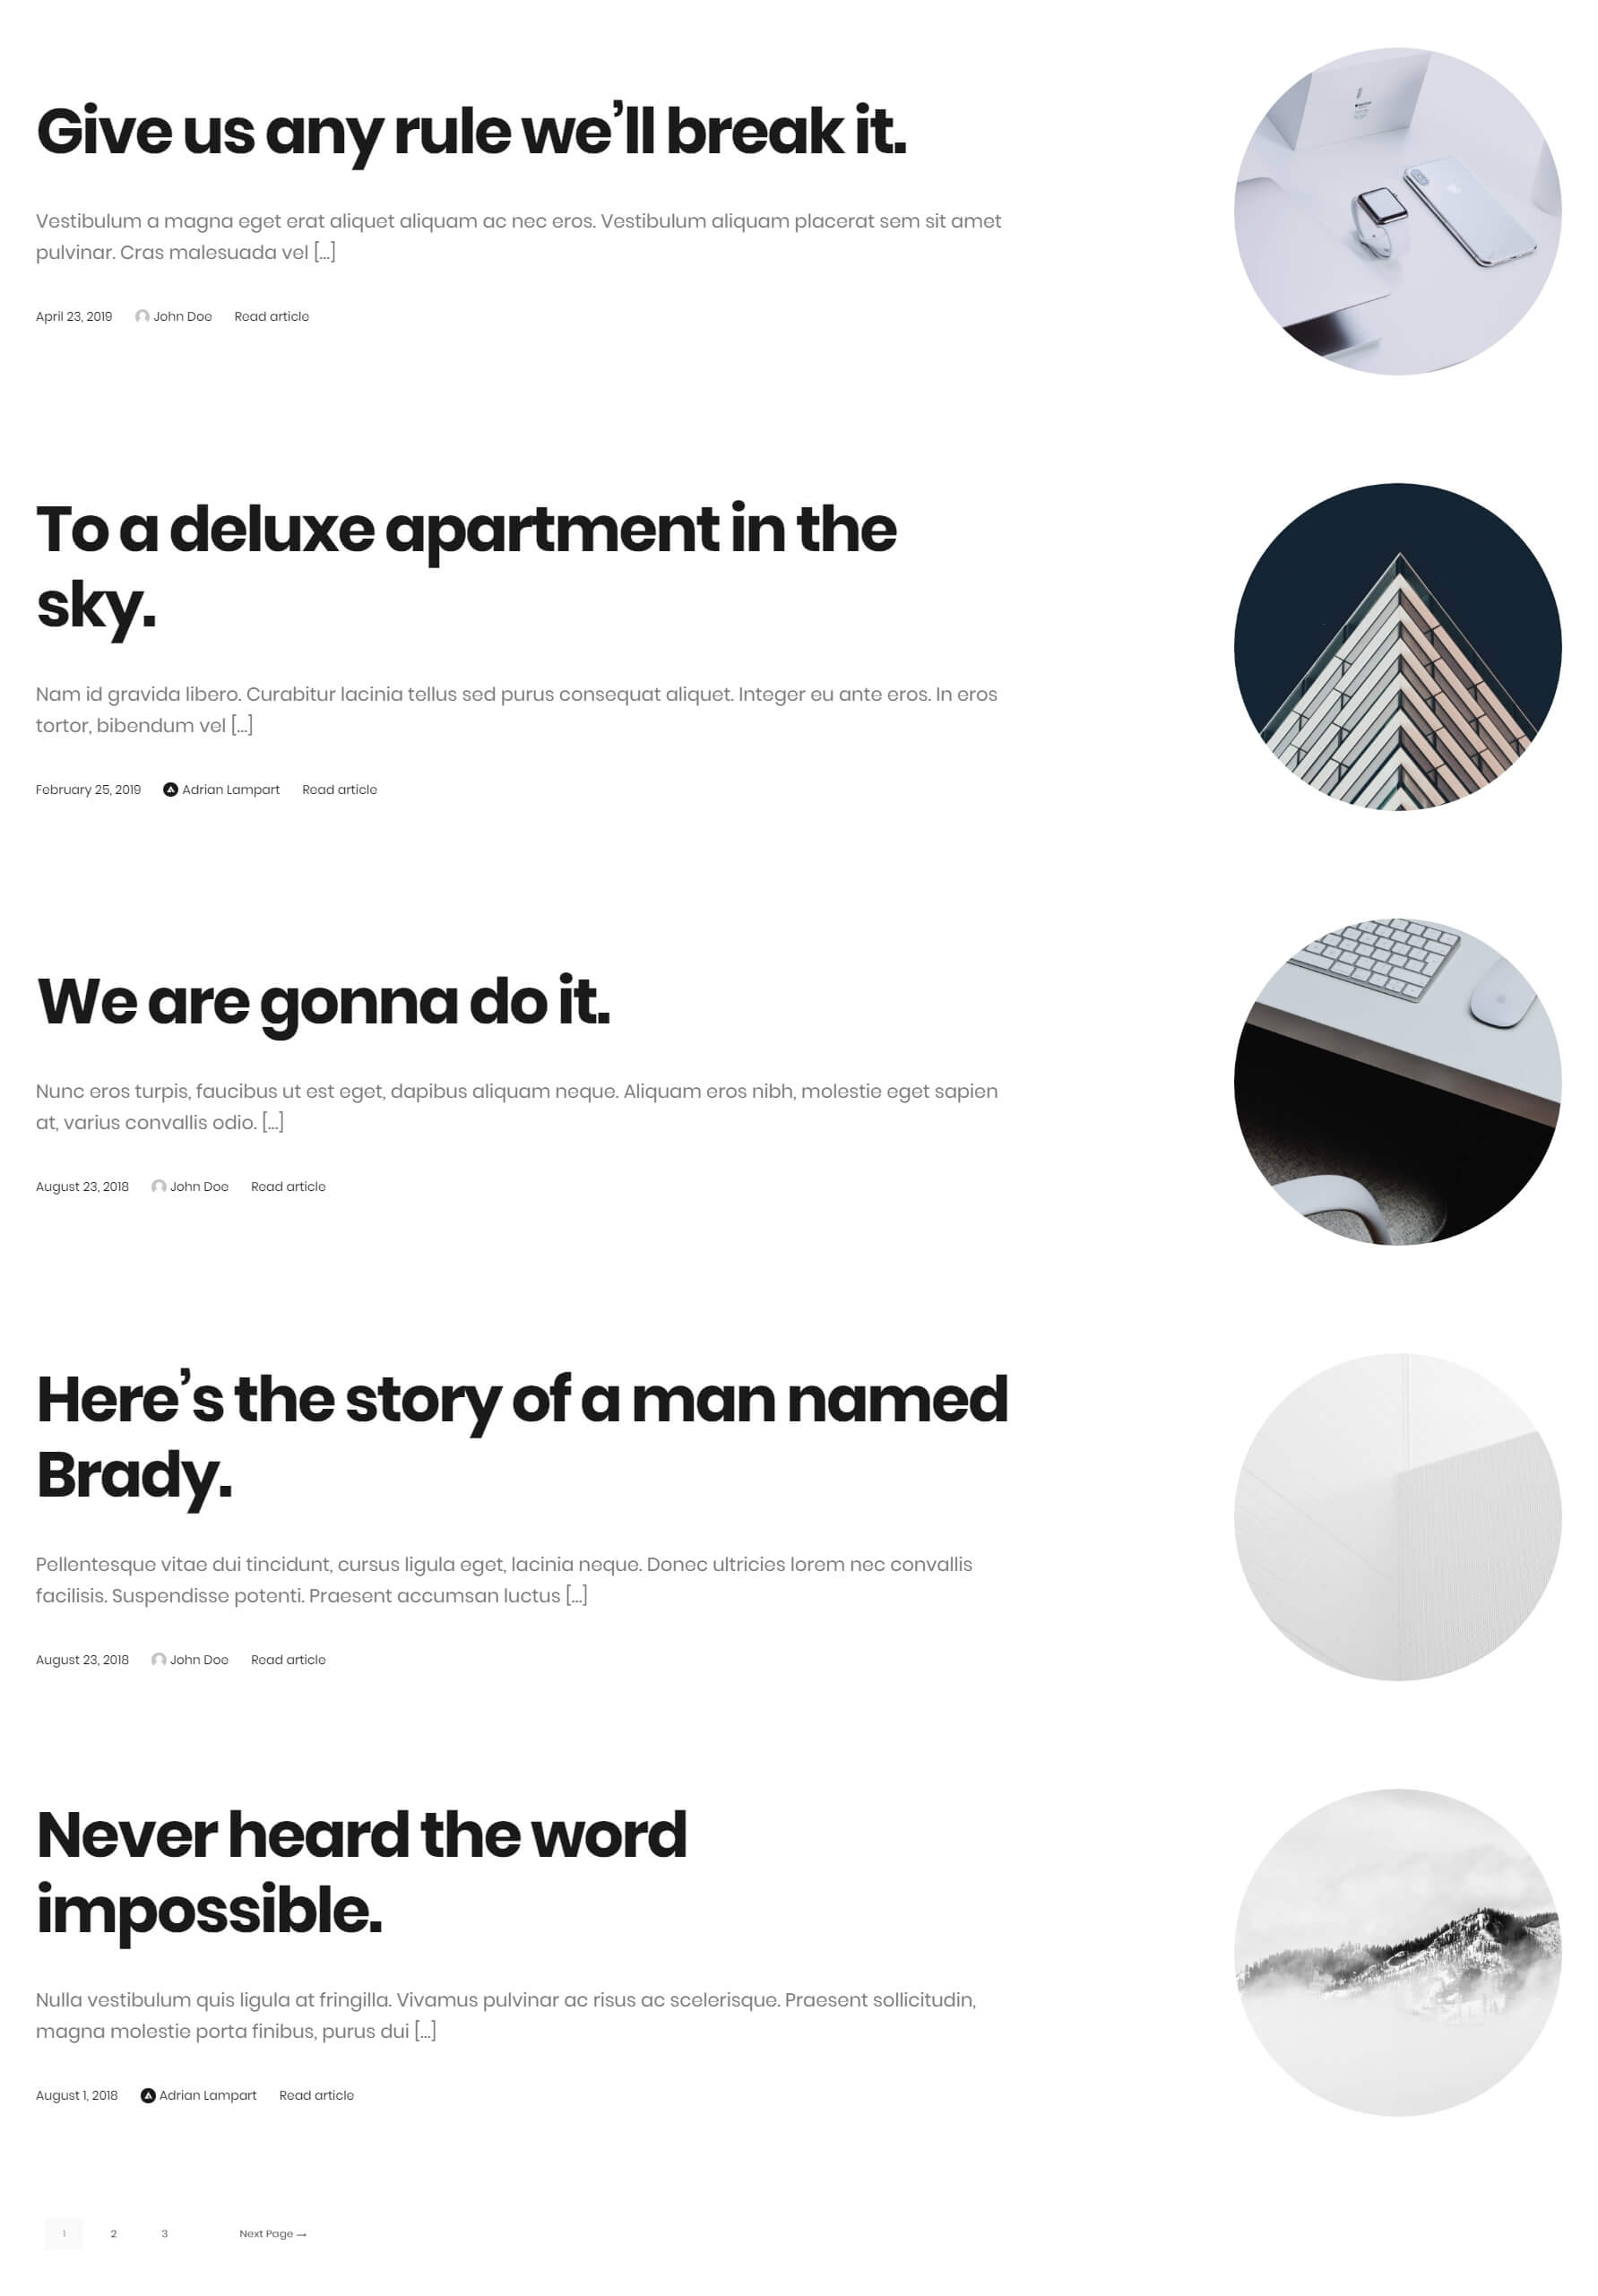 Give us any rule we’ll break it.
Vestibulum a magna eget erat aliquet aliquam ac nec eros. Vestibulum aliquam placerat sem sit amet
pulvinar. Cras malesuada vel [...]
April 23, 2019 John Doe Read article
To a deluxe apartment in the
sky.
Nam id gravida libero. Curabitur lacinia tellus sed purus consequat aliquet. Integer eu ante eros. In eros
tortor, bibendum vel [...]
February 25, 2019 Adrian Lampart Read article
We are gonna do it.
Nunc eros turpis, faucibus ut est eget, dapibus aliquam neque. Aliquam eros nibh, molestie eget sapien
at, varius convallis odio. [...]
August 23, 2018 John Doe Read article
Here’s the story of a man named
Brady.
Pellentesque vitae dui tincidunt, cursus ligula eget, lacinia neque. Donec ultricies lorem nec convallis
facilisis. Suspendisse potenti. Praesent accumsan luctus [...]
August 23, 2018 John Doe Read article
Never heard the word
impossible.
Nulla vestibulum quis ligula at fringilla. Vivamus pulvinar ac risus ac scelerisque. Praesent sollicitudin,
magna molestie porta finibus, purus dui [...]
August 1, 2018 Adrian Lampart Read article
1 2 3 Next Page →